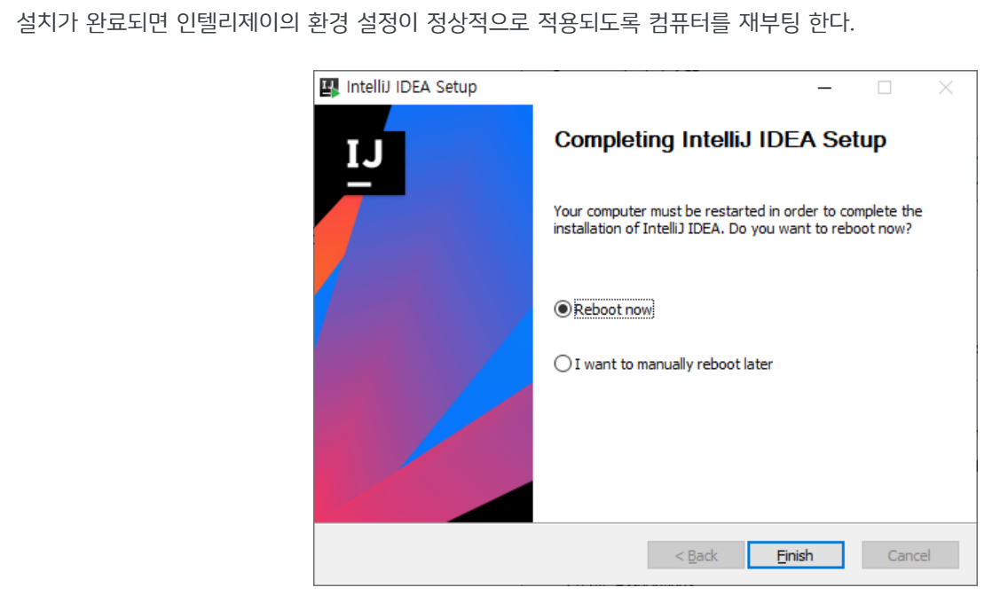 설치가 완료되면 인텔리제이의 환경 설정이 정상적으로 적용되도록 컴퓨터를 재부팅 한다.
IntelliJ IDEA Setup
IJ
Completing IntelliJ IDEA Setup
Your computer must be restarted in order to complete the
installation of IntelliJ IDEA. Do you want to reboot now?
Reboot now
I want to manually reboot later
< Back
Finish
Cancel